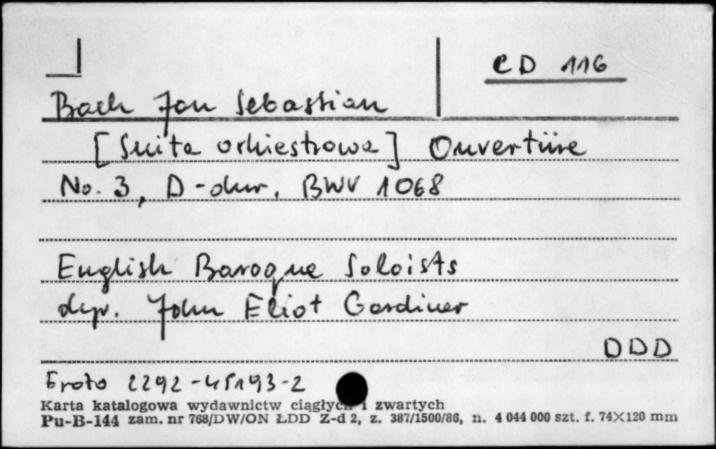 CD 116
Bach Jan Sebastian
[Suita orkiestrowa] Ouvertüre
No. 3, D-dur, BWV 1068
English Baroque Soloists
dyr. John Eliot Gardiner
DDD
Erato 2292-45193-2
Karta katalogowa wydawnictw ciągłych i zwartych
Pu-B-144 zam. nr 768/DW/ON ŁDD Z-d 2, z. 387/1500/86, n. 4 044 000 szt. f. 74×120 mm